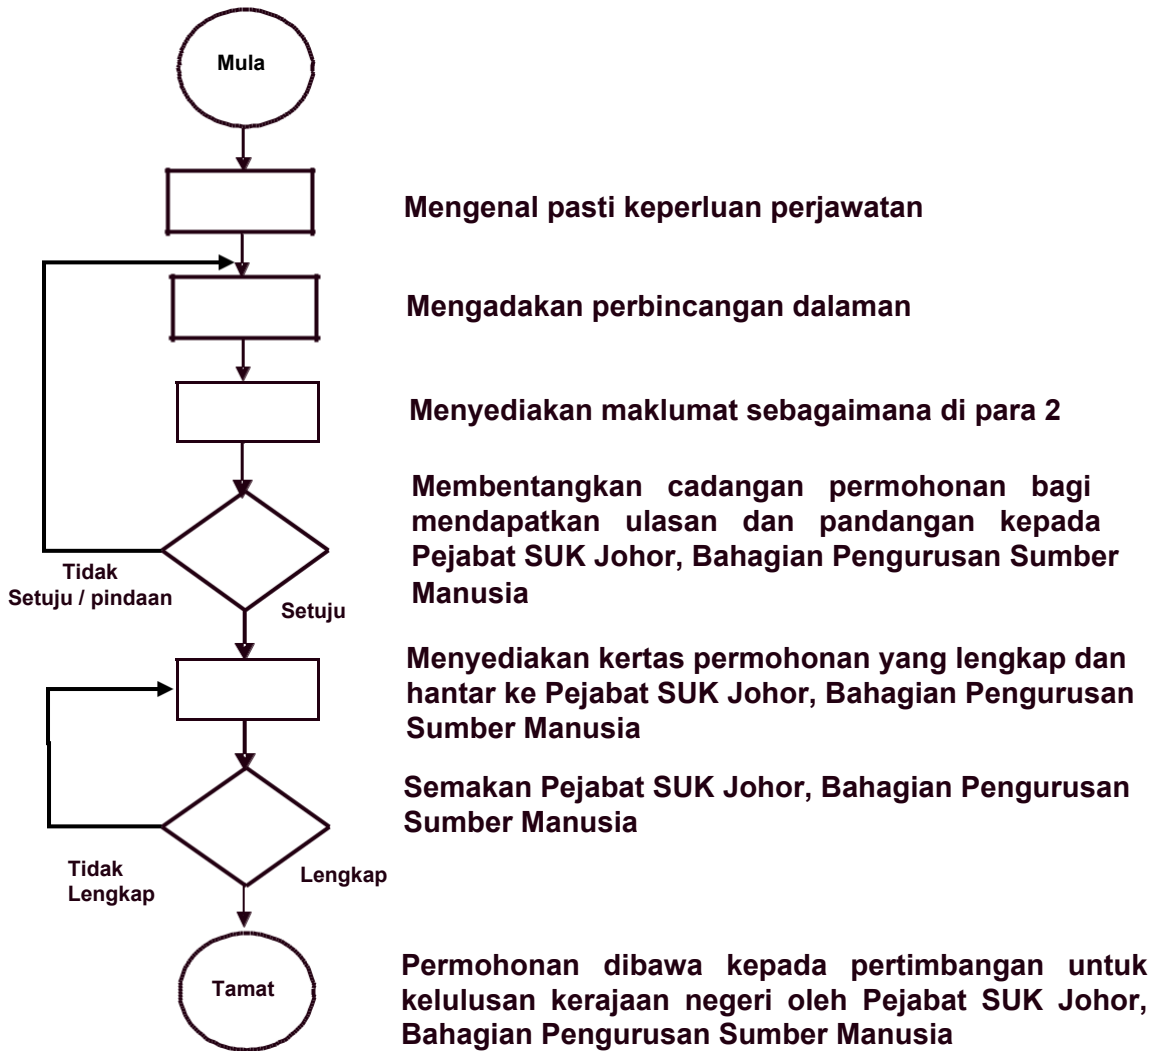 Mula
Mengenal pasti keperluan perjawatan
Mengadakan perbincangan dalaman
Menyediakan maklumat sebagaimana di para 2
Membentangkan cadangan permohonan bagi
mendapatkan ulasan dan pandangan kepada
Pejabat SUK Johor, Bahagian Pengurusan Sumber
Manusia
Tidak
Setuju / pindaan
Setuju
Menyediakan kertas permohonan yang lengkap dan
hantar ke Pejabat SUK Johor, Bahagian Pengurusan
Sumber Manusia
Semakan Pejabat SUK Johor, Bahagian Pengurusan
Sumber Manusia
Tidak
Lengkap
Lengkap
Tamat
Permohonan dibawa kepada pertimbangan untuk
kelulusan kerajaan negeri oleh Pejabat SUK Johor,
Bahagian Pengurusan Sumber Manusia